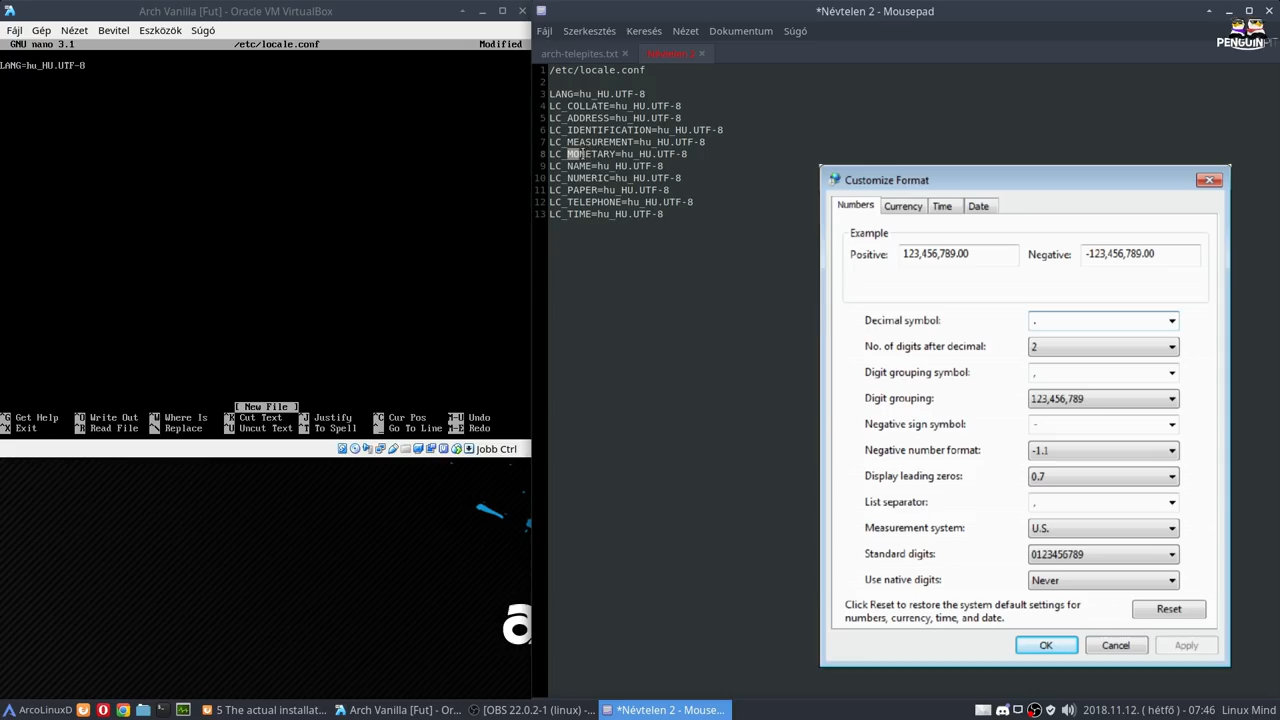 Arch Vanilla [Fut] - Oracle VM VirtualBox
Fájl Gép Nézet Bevitel Eszközök Súgó
GNU nano 3.1 /etc/locale.conf Modified
LANG=hu_HU.UTF-8
[ New File ]
^G Get Help ^O Write Out ^W Where Is ^K Cut Text ^J Justify ^C Cur Pos M-U Undo
^X Exit ^R Read File ^\ Replace ^U Uncut Text ^T To Spell ^_ Go To Line M-E Redo
Jobb Ctrl
a
*Névtelen 2 - Mousepad
Fájl Szerkesztés Keresés Nézet Dokumentum Súgó
PENGUIN
arch-telepites.txt × Névtelen 2 ×
1 /etc/locale.conf
2
3 LANG=hu_HU.UTF-8
4 LC_COLLATE=hu_HU.UTF-8
5 LC_ADDRESS=hu_HU.UTF-8
6 LC_IDENTIFICATION=hu_HU.UTF-8
7 LC_MEASUREMENT=hu_HU.UTF-8
8 LC_MONETARY=hu_HU.UTF-8
9 LC_NAME=hu_HU.UTF-8
10 LC_NUMERIC=hu_HU.UTF-8
11 LC_PAPER=hu_HU.UTF-8
12 LC_TELEPHONE=hu_HU.UTF-8
13 LC_TIME=hu_HU.UTF-8
Customize Format
Numbers Currency Time Date
Example
Positive: 123,456,789.00 Negative: -123,456,789.00
Decimal symbol: .
No. of digits after decimal: 2
Digit grouping symbol: ,
Digit grouping: 123,456,789
Negative sign symbol: -
Negative number format: -1.1
Display leading zeros: 0.7
List separator: ,
Measurement system: U.S.
Standard digits: 0123456789
Use native digits: Never
Click Reset to restore the system default settings for
numbers, currency, time, and date.
Reset
OK Cancel Apply
ArcoLinuxD 5 The actual installat... Arch Vanilla [Fut] - Or... [OBS 22.0.2-1 (linux) -... *Névtelen 2 - Mouse... 2018.11.12. ( hétfő ) - 07:46 Linux Mind